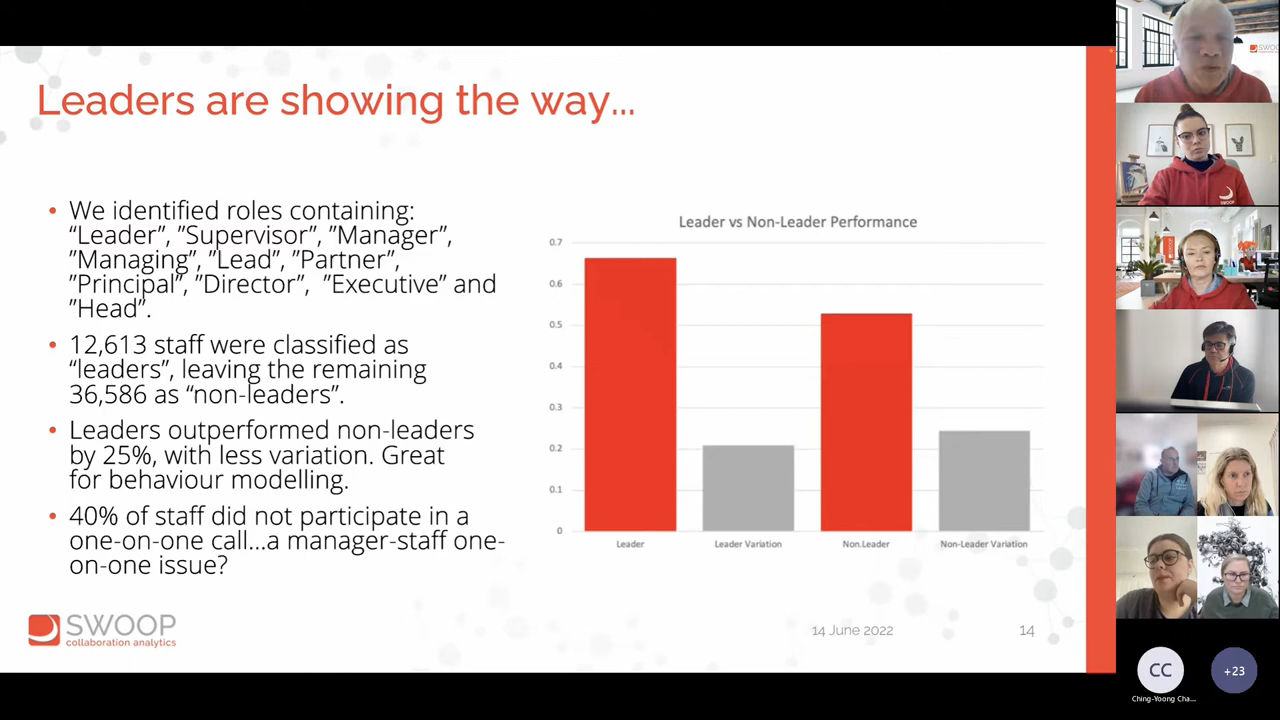 Leaders are showing the way...
• We identified roles containing:
“Leader”, ”Supervisor”, ”Manager”,
”Managing”, ”Lead”, ”Partner”,
”Principal”, ”Director”,  ”Executive” and
”Head”.
• 12,613 staff were classified as
“leaders”, leaving the remaining
36,586 as “non-leaders”.
• Leaders outperformed non-leaders
by 25%, with less variation. Great
for behaviour modelling.
• 40% of staff did not participate in a
one-on-one call...a manager-staff one-
on-one issue?
Leader vs Non-Leader Performance
0.7
0.6
0.5
0.4
0.3
0.2
0.1
0
Leader
Leader Variation
Non.Leader
Non-Leader Variation
SWOOP
collaboration analytics
14 June 2022
14
SWOOP
CC
Ching-Yoong Cha...
+23